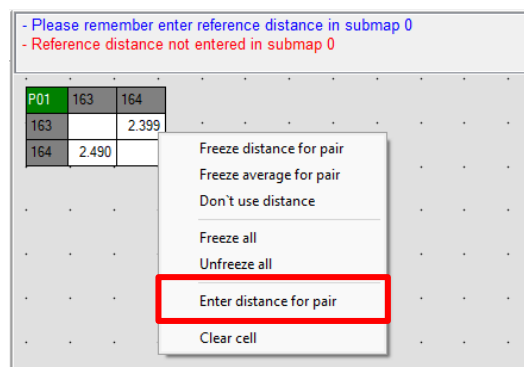 - Please remember enter reference distance in submap 0
- Reference distance not entered in submap 0
P01 163 164
163 2.399
164 2.490
Freeze distance for pair
Freeze average for pair
Don`t use distance
Freeze all
Unfreeze all
Enter distance for pair
Clear cell